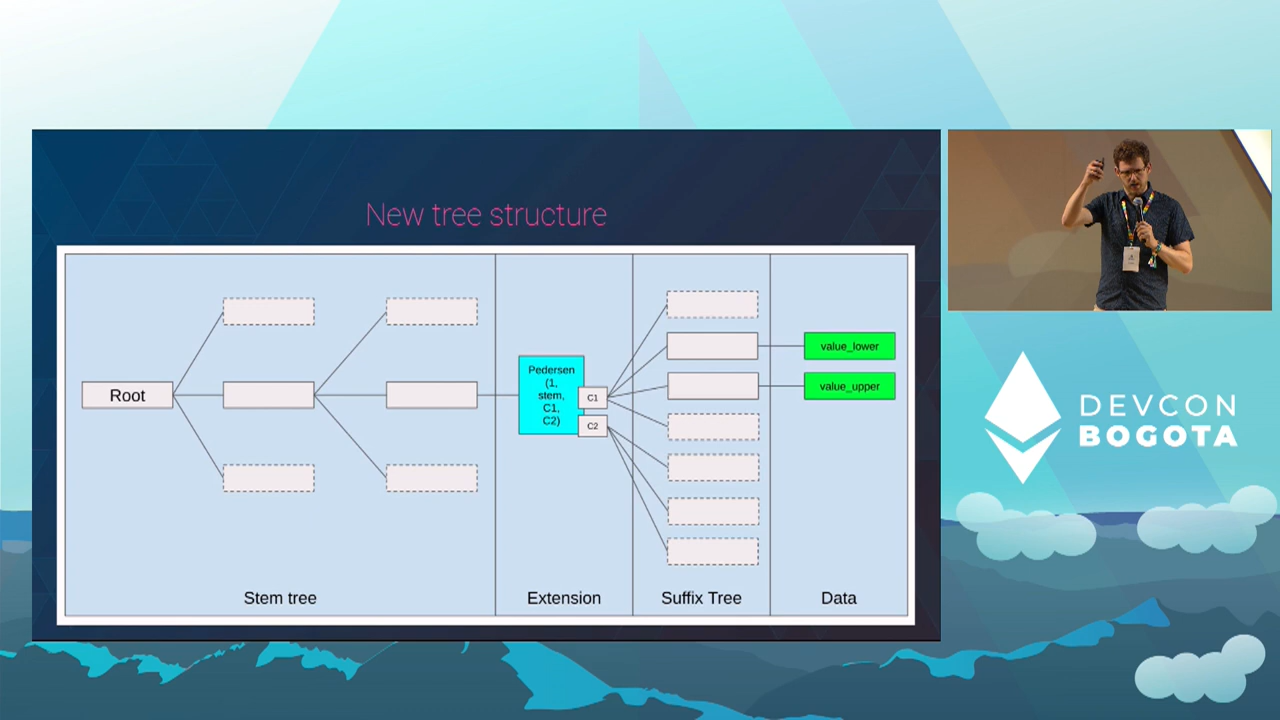 New tree structure
Root
Pedersen
(1,
stem,
C1,
C2)
C1
C2
value_lower
value_upper
Stem tree
Extension
Suffix Tree
Data
DEVCON
BOGOTA